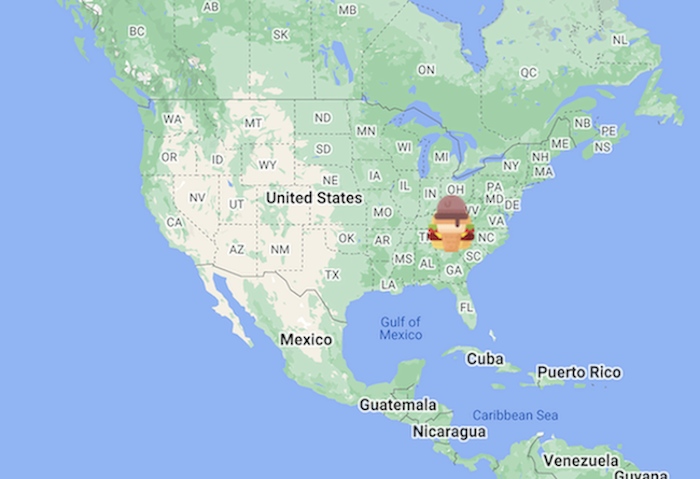 AB
MB
BC
SK
NL
ON
QC
WA
MT
ND
MN
NB
PE
OR
ID
WY
SD
WI
MI
ME
NS
NH
NY
MA
NV
UT
NE
IA
IL
IN
OH
PA
MD
DE
United States
CA
MO
WV
VA
AZ
NM
OK
AR
NC
MS
AL
SC
GA
TX
LA
FL
Gulf of
Mexico
Mexico
Cuba
Puerto Rico
Guatemala
Caribbean Sea
Nicaragua
Venezuela
Guyana